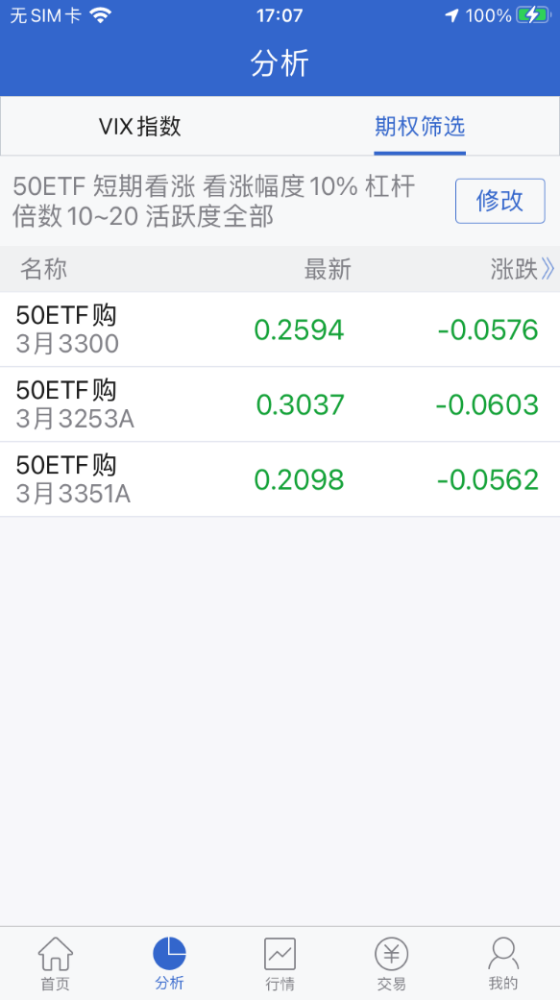 无SIM卡 17:07 100%
分析
VIX指数 期权筛选
50ETF 短期看涨 看涨幅度10% 杠杆
倍数10~20 活跃度全部
修改
名称 最新 涨跌》
50ETF购
3月3300
0.2594 -0.0576
50ETF购
3月3253A
0.3037 -0.0603
50ETF购
3月3351A
0.2098 -0.0562
首页 分析 行情 交易 我的